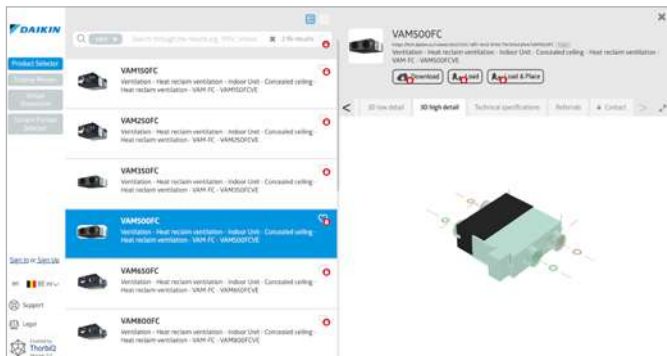 DAIKIN
Product Selector
VAM150FC
Ventilation - Heat reclaim ventilation - Indoor Unit - Concealed ceiling -
Heat reclaim ventilation - VAM-FC - VAM150FCVE
VAM250FC
Ventilation - Heat reclaim ventilation - Indoor Unit - Concealed ceiling -
Heat reclaim ventilation - VAM-FC - VAM250FCVE
VAM350FC
Ventilation - Heat reclaim ventilation - Indoor Unit - Concealed ceiling -
Heat reclaim ventilation - VAM-FC - VAM350FCVE
VAM500FC
Ventilation - Heat reclaim ventilation - Indoor Unit - Concealed ceiling -
Heat reclaim ventilation - VAM-FC - VAM500FCVE
VAM650FC
Ventilation - Heat reclaim ventilation - Indoor Unit - Concealed ceiling -
Heat reclaim ventilation - VAM-FC - VAM650FCVE
VAM800FC
Ventilation - Heat reclaim ventilation - Indoor Unit - Concealed ceiling -
Heat reclaim ventilation - VAM-FC - VAM800FCVE
Sign In or Sign Up
Support
Legal
ThorbiQ
VAM500FC
Ventilation - Heat reclaim ventilation - Indoor Unit - Concealed ceiling - Heat reclaim ventilation -
VAM-FC - VAM500FCVE
Download
Load
Load & Place
3D low detail
3D high detail
Technical specifications
Referrals
Contact